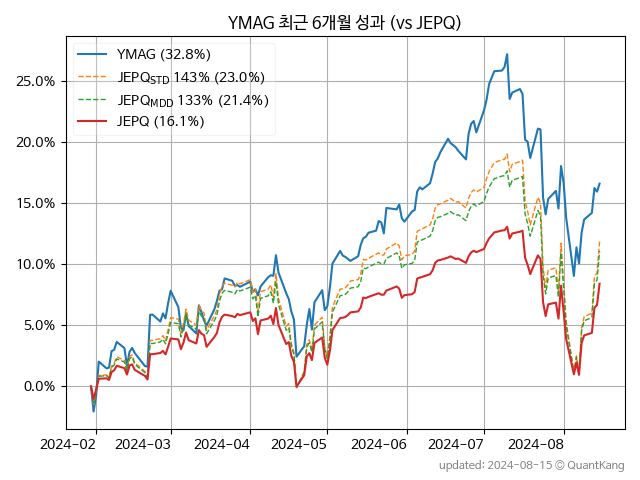 YMAG 최근 6개월 성과 (vs JEPQ)
YMAG (32.8%)
JEPQSTD 143% (23.0%)
JEPQMDD 133% (21.4%)
JEPQ (16.1%)
25.0%
20.0%
15.0%
10.0%
5.0%
0.0%
2024-02 2024-03 2024-04 2024-05 2024-06 2024-07 2024-08
updated: 2024-08-15 © QuantKang